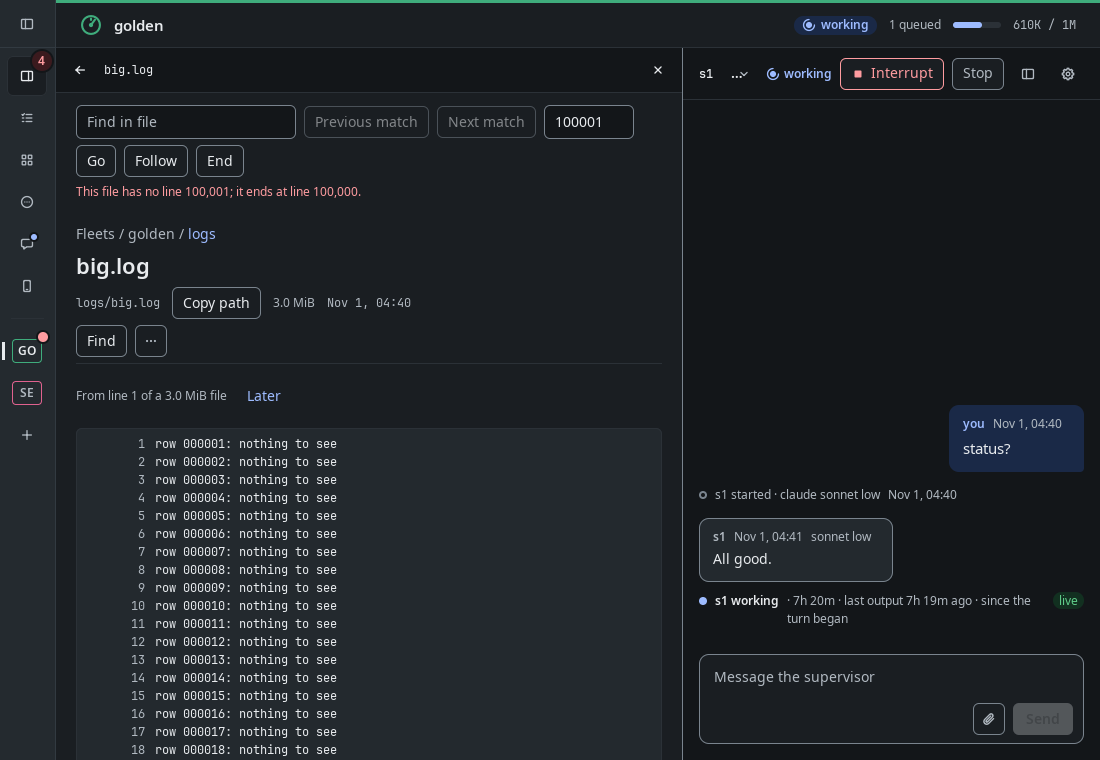 golden
working
1 queued
610K / 1M
4
GO
SE
big.log
Find in file
Previous match
Next match
100001
Go
Follow
End
This file has no line 100,001; it ends at line 100,000.
Fleets / golden / logs
big.log
logs/big.log
Copy path
3.0 MiB
Nov 1, 04:40
Find
...
From line 1 of a 3.0 MiB file
Later
1 row 000001: nothing to see
2 row 000002: nothing to see
3 row 000003: nothing to see
4 row 000004: nothing to see
5 row 000005: nothing to see
6 row 000006: nothing to see
7 row 000007: nothing to see
8 row 000008: nothing to see
9 row 000009: nothing to see
10 row 000010: nothing to see
11 row 000011: nothing to see
12 row 000012: nothing to see
13 row 000013: nothing to see
14 row 000014: nothing to see
15 row 000015: nothing to see
16 row 000016: nothing to see
17 row 000017: nothing to see
18 row 000018: nothing to see
s1
...
working
Interrupt
Stop
you Nov 1, 04:40
status?
s1 started · claude sonnet low Nov 1, 04:40
s1 Nov 1, 04:41 sonnet low
All good.
s1 working · 7h 20m · last output 7h 19m ago · since the
turn began
live
Message the supervisor
Send